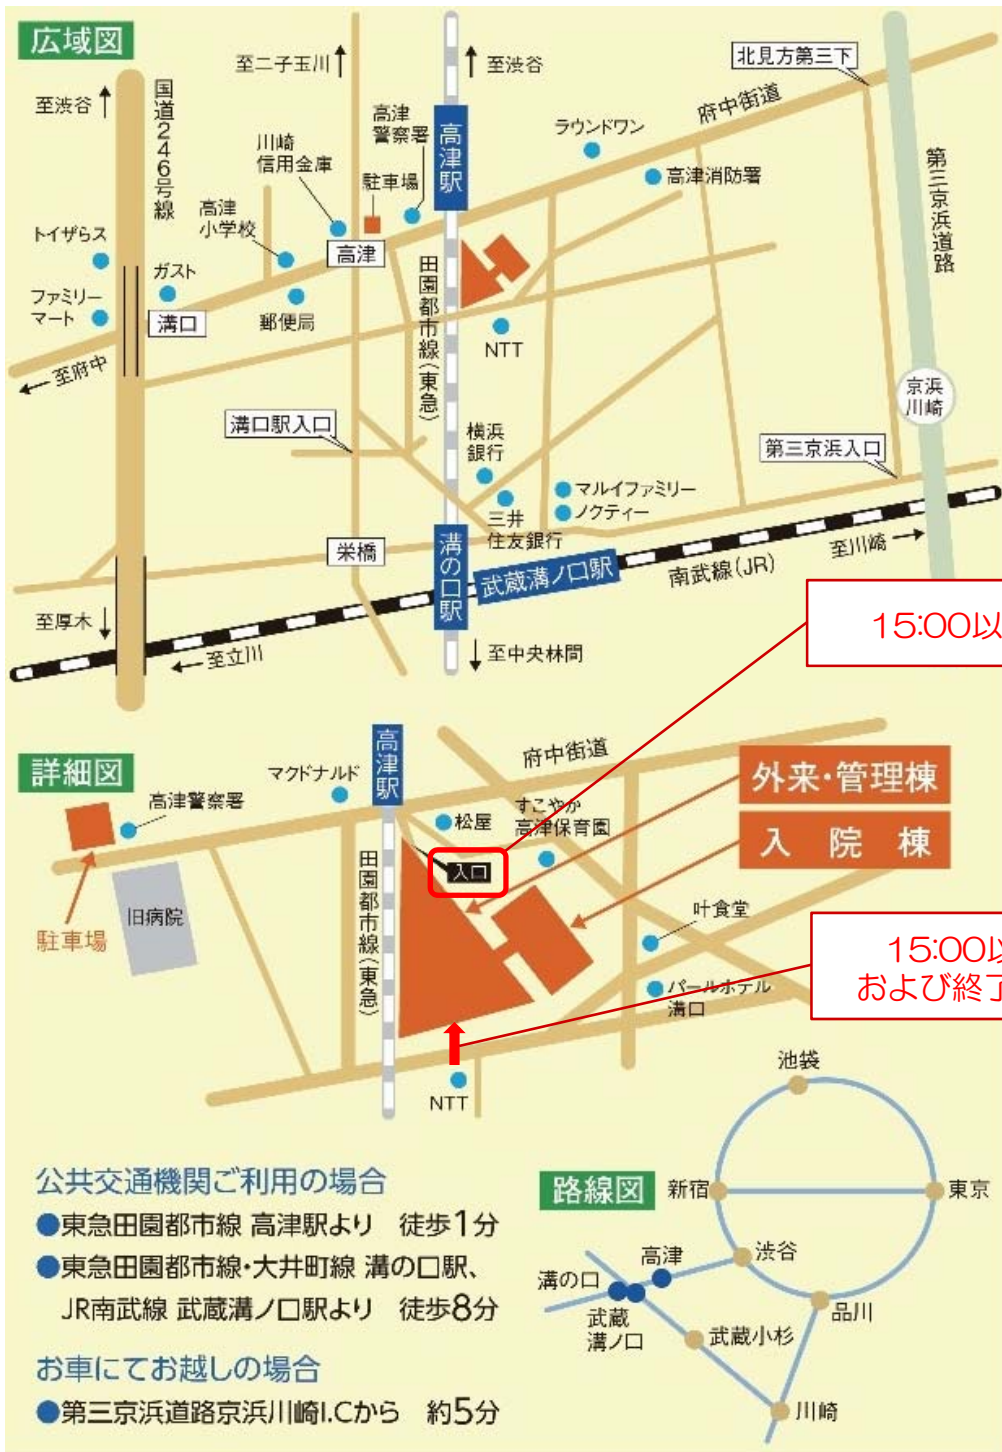 広域図
至二子玉川
至渋谷
北見方第三下
至渋谷
国道246号線
高津
警察署
高津駅
ラウンドワン
府中街道
川崎
信用金庫
駐車場
高津消防署
第三京浜道路
高津
小学校
トイザらス
高津
ガスト
田園都市線(東急)
ファミリー
マート
溝口
郵便局
NTT
至府中
京浜
川崎
溝口駅入口
横浜
銀行
第三京浜入口
マルイファミリー
ノクティー
三井
住友銀行
栄橋
溝の口駅
武蔵溝ノ口駅
南武線(JR)
至川崎
至厚木
至立川
至中央林間
15:00以
詳細図
高津駅
府中街道
マクドナルド
高津警察署
松屋
すこやか
高津保育園
外来・管理棟
入院棟
入口
田園都市線(東急)
旧病院
駐車場
叶食堂
15:00以
および終了
パールホテル
溝口
NTT
公共交通機関ご利用の場合
●東急田園都市線 高津駅より 徒歩1分
●東急田園都市線・大井町線 溝の口駅、
JR南武線 武蔵溝ノ口駅より 徒歩8分
お車にてお越しの場合
●第三京浜道路京浜川崎I.Cから 約5分
路線図
池袋
新宿
東京
高津
渋谷
溝の口
武蔵
溝ノ口
品川
武蔵小杉
川崎